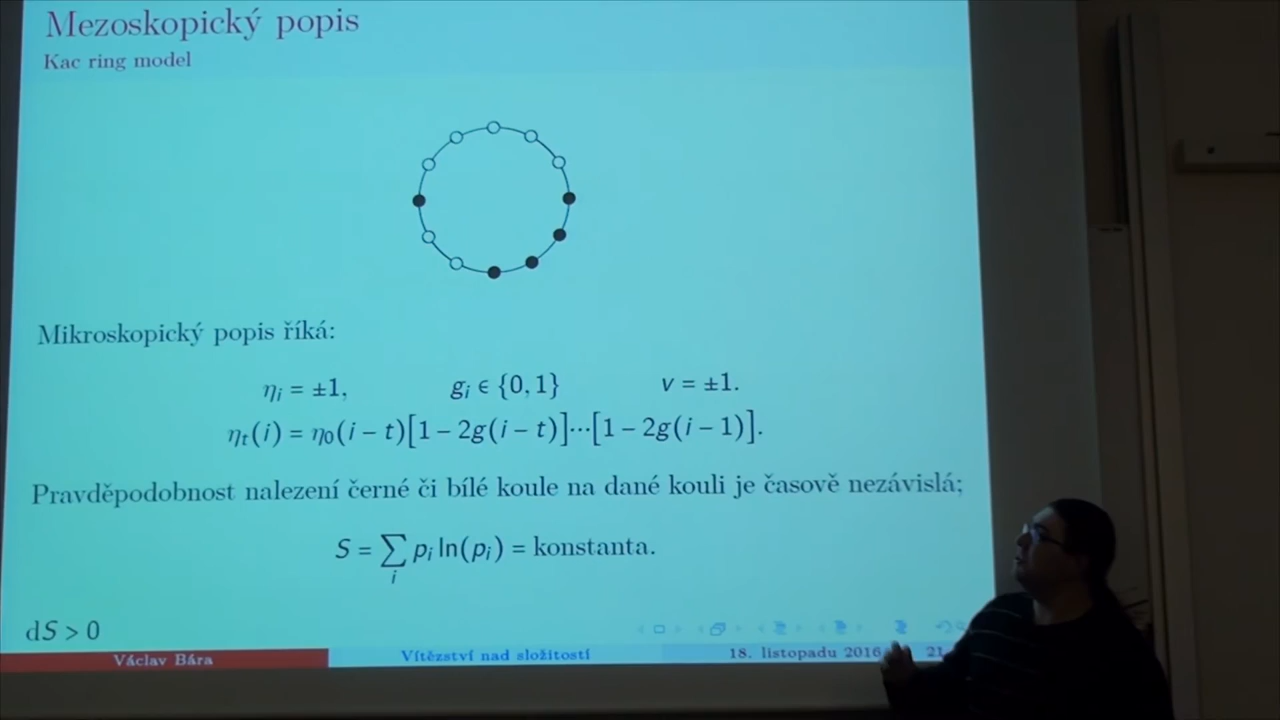 Mezoskopický popis
Kac ring model
Mikroskopický popis říká:
ηᵢ = ±1, gᵢ ∈ {0, 1} v = ±1.
ηₜ(i) = η₀(i − t)[1 − 2g(i − t)]···[1 − 2g(i − 1)].
Pravděpodobnost nalezení černé či bílé koule na dané kouli je časově nezávislá;
S = ∑ᵢ pᵢ ln(pᵢ) = konstanta.
dS > 0
Václav Bára Vítězství nad složitostí 18. listopadu 2016 21